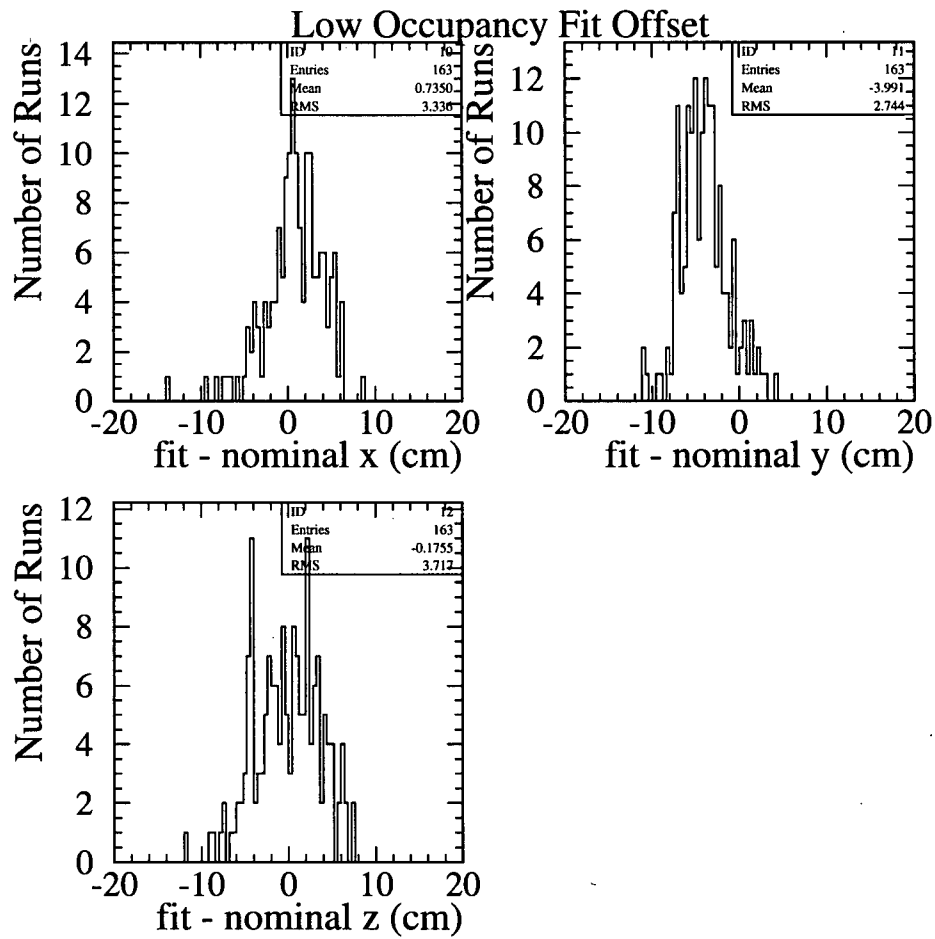 Low Occupancy Fit Offset
Number of Runs
14
12
10
8
6
4
2
0
ID 10
Entries 163
Mean 0.7350
RMS 3.336
-20 -10 0 10 20
fit - nominal x (cm)
Number of Runs
12
10
8
6
4
2
0
ID 11
Entries 163
Mean -3.991
RMS 2.744
-20 -10 0 10 20
fit - nominal y (cm)
Number of Runs
12
10
8
6
4
2
0
ID 12
Entries 163
Mean -0.1755
RMS 3.717
-20 -10 0 10 20
fit - nominal z (cm)